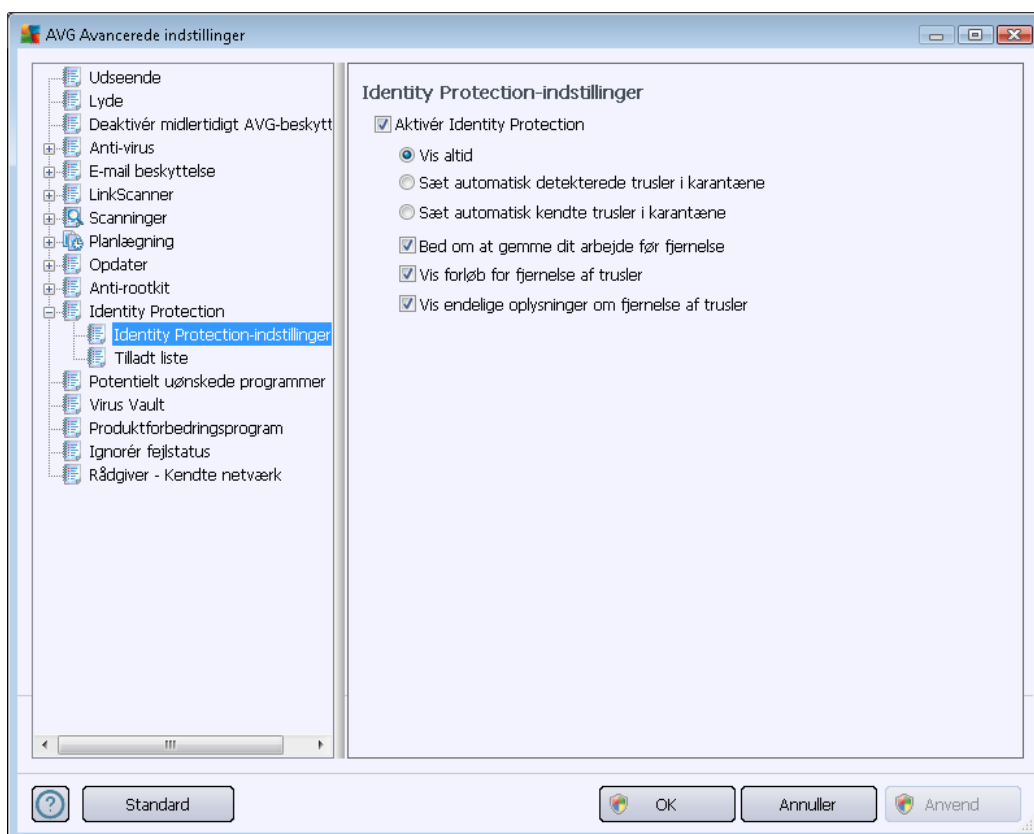 AVG Avancerede indstillinger
Udseende
Lyde
Deaktivér midlertidigt AVG-beskytt
Anti-virus
E-mail beskyttelse
LinkScanner
Scanninger
Planlægning
Opdater
Anti-rootkit
Identity Protection
Identity Protection-indstillinger
Tilladt liste
Potentielt uønskede programmer
Virus Vault
Produktforbedringsprogram
Ignorér fejlstatus
Rådgiver - Kendte netværk
Identity Protection-indstillinger
Aktivér Identity Protection
Vis altid
Sæt automatisk detekterede trusler i karantæne
Sæt automatisk kendte trusler i karantæne
Bed om at gemme dit arbejde før fjernelse
Vis forløb for fjernelse af trusler
Vis endelige oplysninger om fjernelse af trusler
Standard
OK
Annuller
Anvend